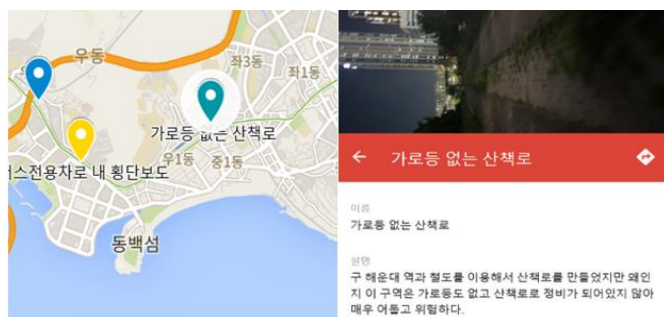 우동
좌3동
좌1동
가로등 없는 산책로
우1동
중1동
스전용차로 내 횡단보도
동백섬
가로등 없는 산책로
이름
가로등 없는 산책로
설명
구 해운대 역과 철도를 이용해서 산책로를 만들었지만 왜인
지 이 구역은 가로등도 없고 산책로로 정비가 되어있지 않아
매우 어둡고 위험하다.